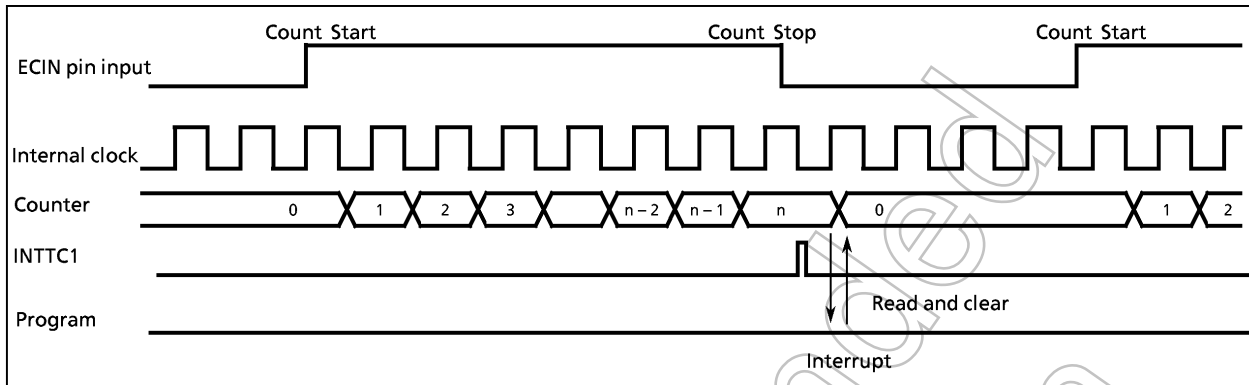 Count Start Count Stop Count Start
ECIN pin input
Internal clock
Counter 0 1 2 3 n – 2 n – 1 n 0 1 2
INTTC1
Read and clear
Program
Interrupt